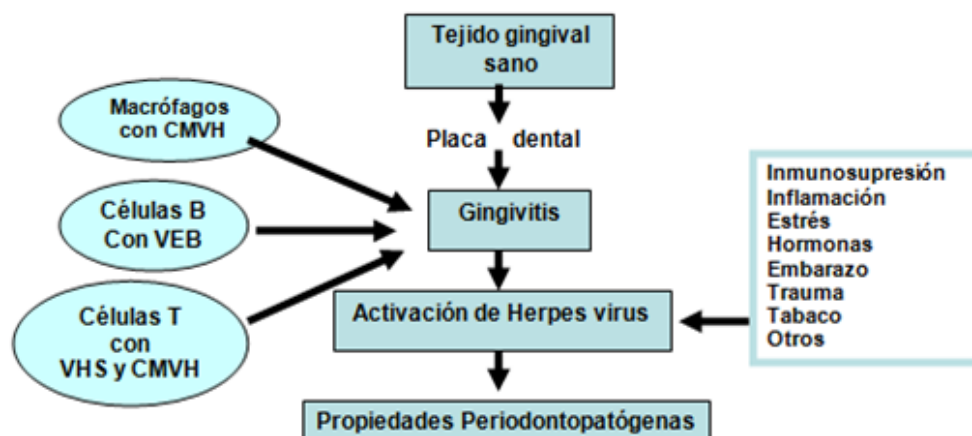 Tejido gingival
sano
Placa dental
Macrófagos
con CMVH
Células B
Con VEB
Células T
con
VHS y CMVH
Gingivitis
Activación de Herpes virus
Inmunosupresión
Inflamación
Estrés
Hormonas
Embarazo
Trauma
Tabaco
Otros
Propiedades Periodontopatógenas